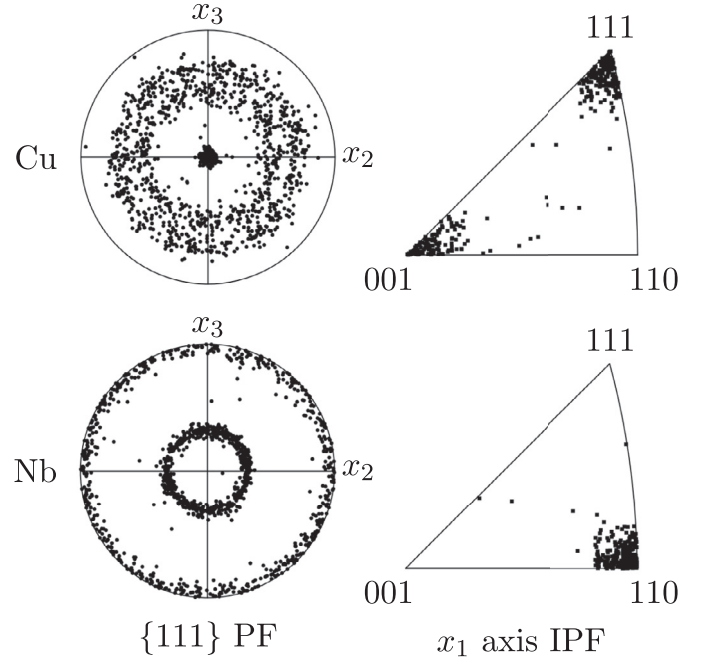 x₃
Cu
x₂
111
001
110
x₃
Nb
x₂
111
001
110
{111} PF
x₁ axis IPF